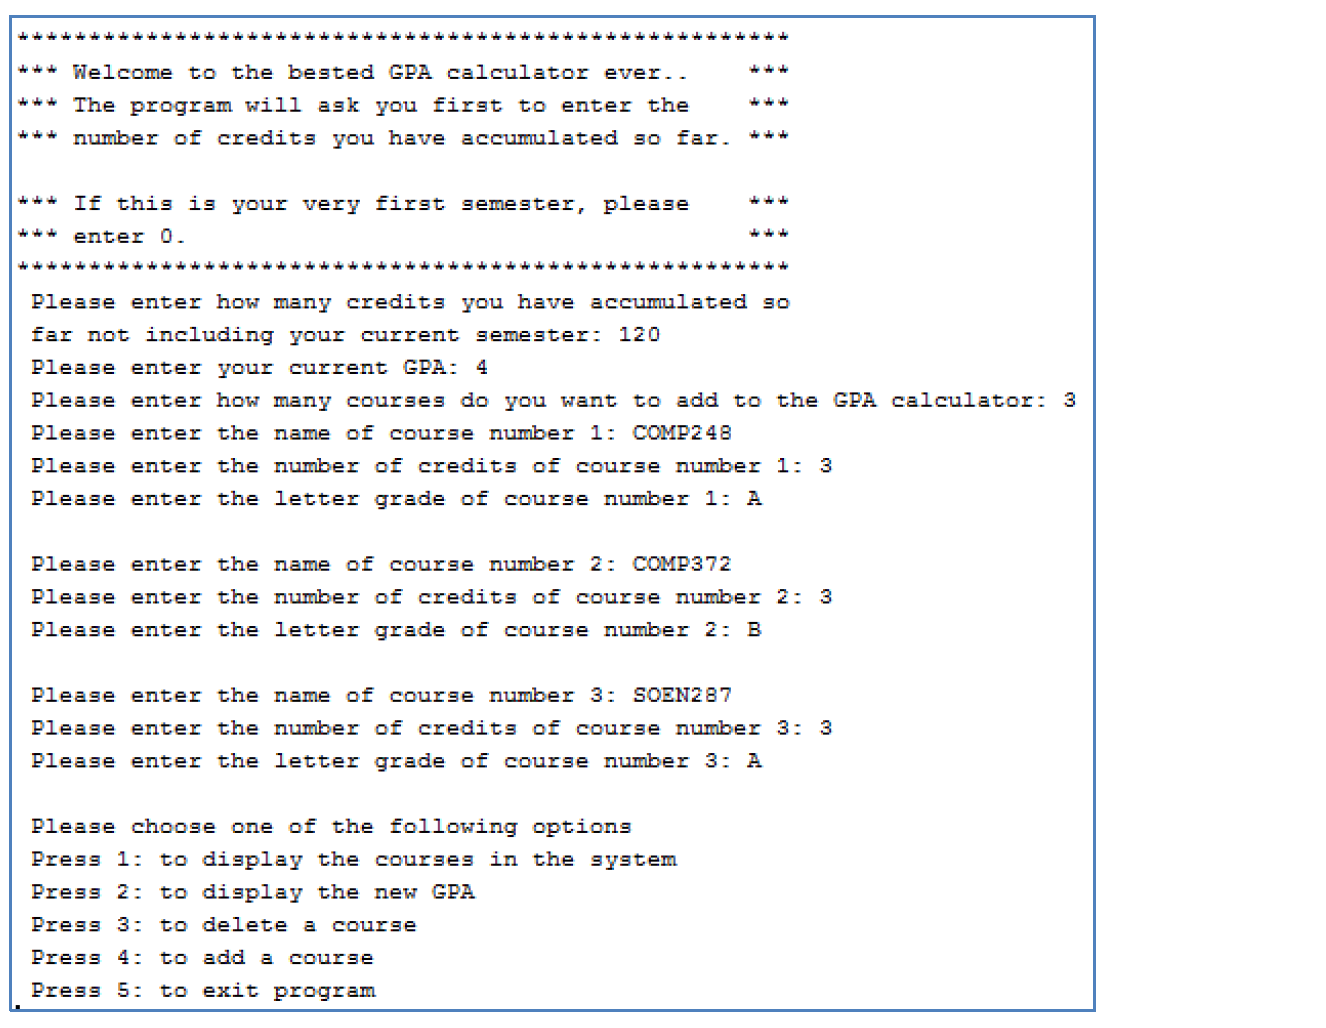 ******************************************************
*** Welcome to the bested GPA calculator ever..    ***
*** The program will ask you first to enter the    ***
*** number of credits you have accumulated so far. ***
*** If this is your very first semester, please    ***
*** enter 0.                                       ***
******************************************************
Please enter how many credits you have accumulated so
far not including your current semester: 120
Please enter your current GPA: 4
Please enter how many courses do you want to add to the GPA calculator: 3
Please enter the name of course number 1: COMP248
Please enter the number of credits of course number 1: 3
Please enter the letter grade of course number 1: A
Please enter the name of course number 2: COMP372
Please enter the number of credits of course number 2: 3
Please enter the letter grade of course number 2: B
Please enter the name of course number 3: SOEN287
Please enter the number of credits of course number 3: 3
Please enter the letter grade of course number 3: A
Please choose one of the following options
Press 1: to display the courses in the system
Press 2: to display the new GPA
Press 3: to delete a course
Press 4: to add a course
Press 5: to exit program